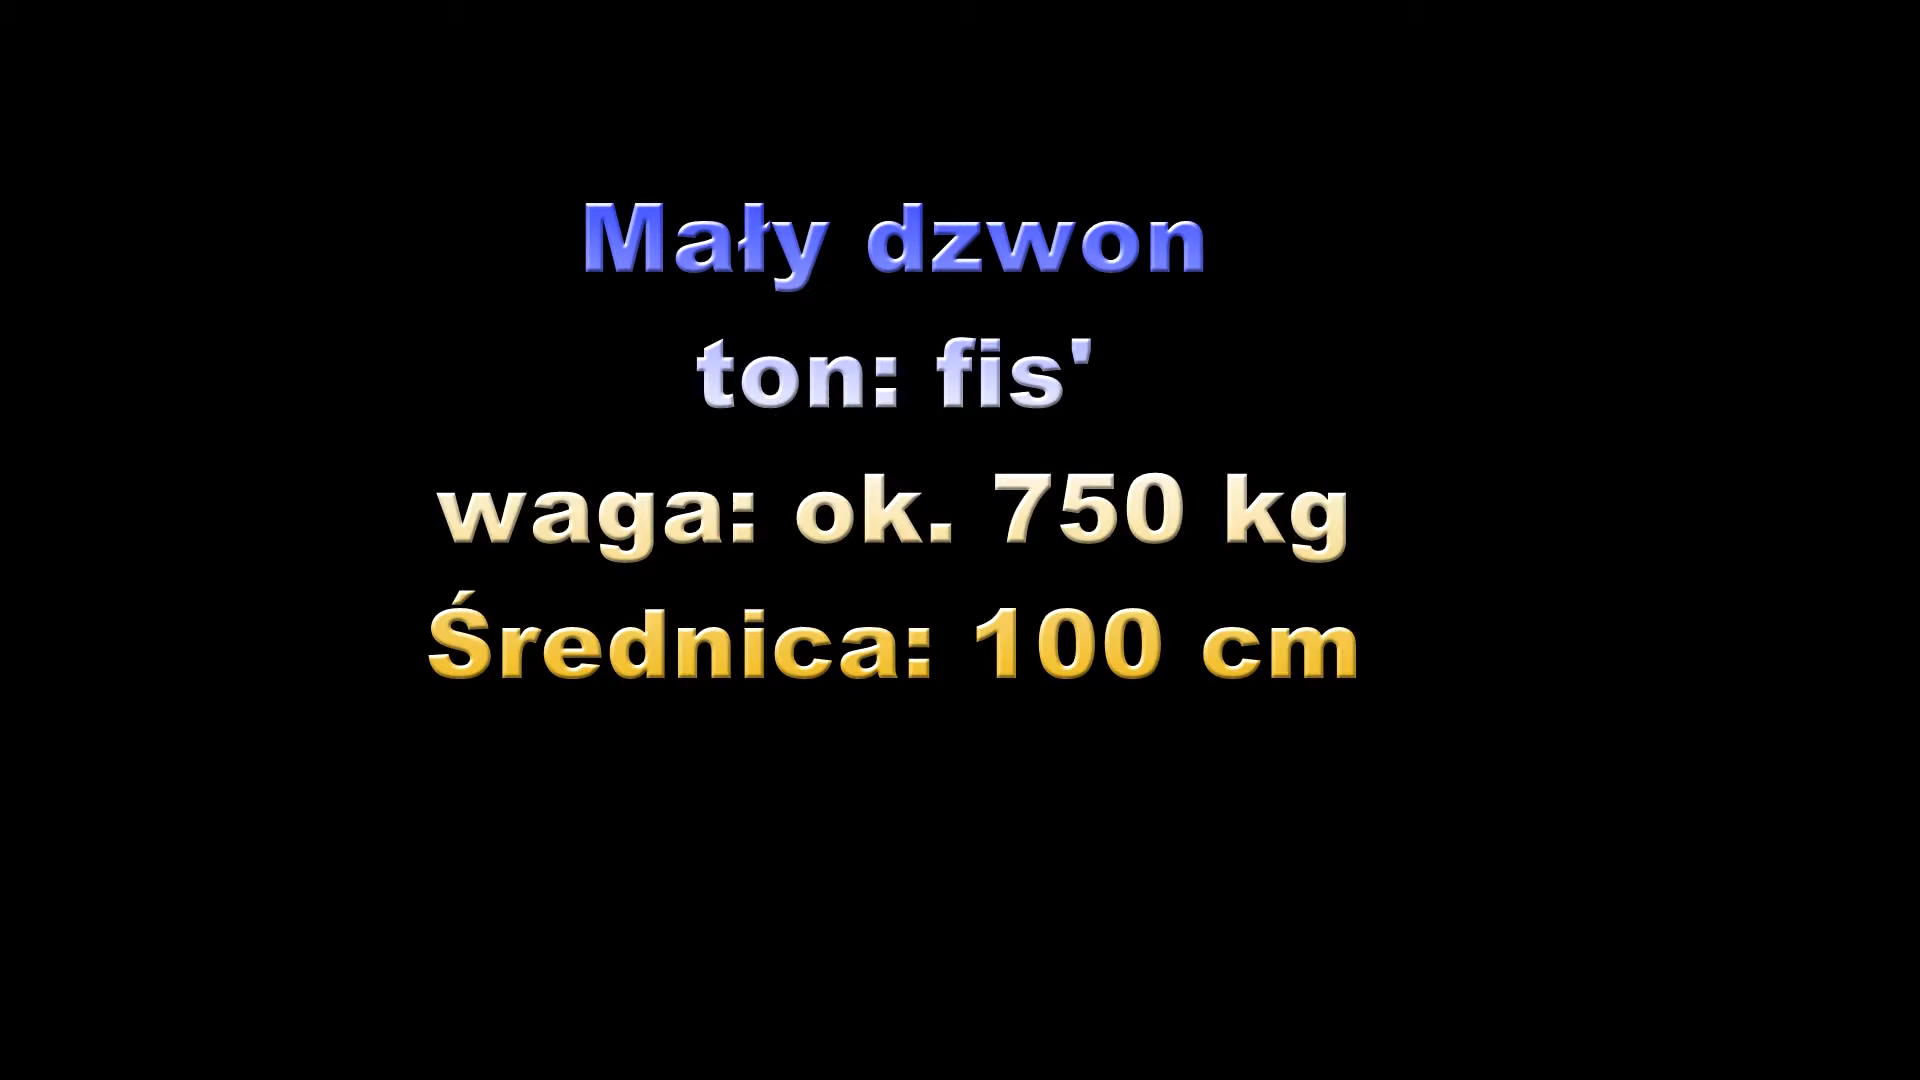 Mały dzwon
ton: fis'
waga: ok. 750 kg
Średnica: 100 cm